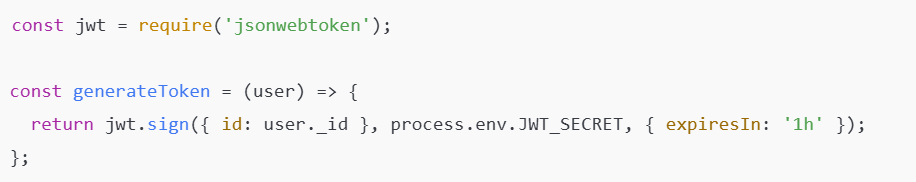 const jwt = require('jsonwebtoken');
const generateToken = (user) => {
  return jwt.sign({ id: user._id }, process.env.JWT_SECRET, { expiresIn: '1h' });
};